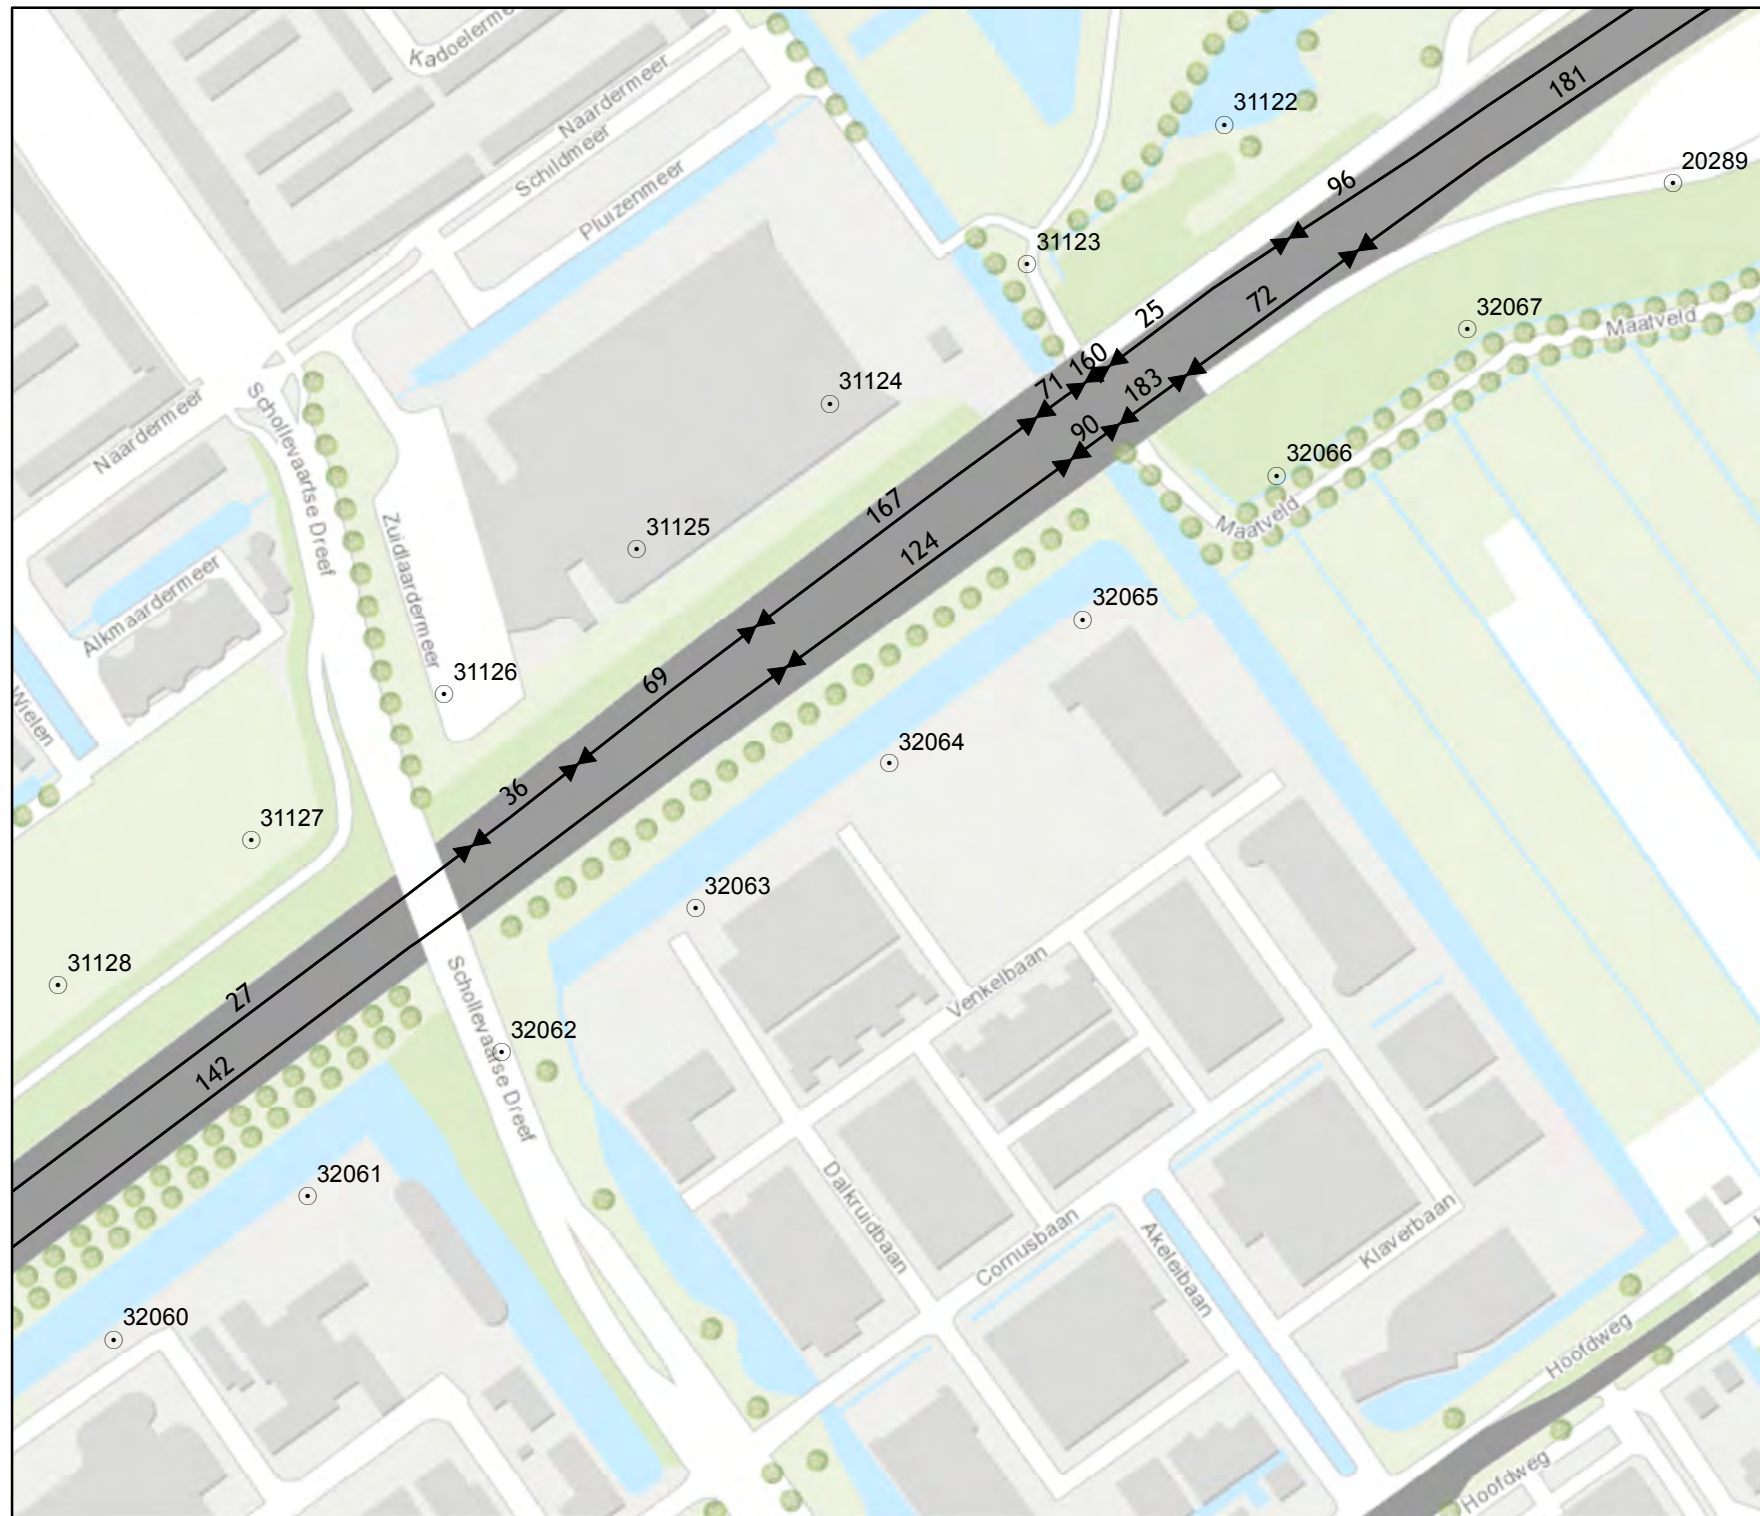 Kadoelerme
Naardermeer
Schildmeer
Pluizenmeer
181
31122
96
20289
31123
72
25
32067
Maatveld
160
71
183
31124
90
Naardermeer
Schollevaartse Dreef
32066
Maatveld
167
Zuidlaardermeer
31125
124
Alkmaardermeer
32065
31126
69
Wielen
32064
36
31127
32063
31128
Venkelbaan
27
Schollevaartse Dreef
32062
142
32061
Dalkruidbaan
Cornusbaan
Akeleibaan
Klaverbaan
32060
Hoofdweg
Hoofdweg